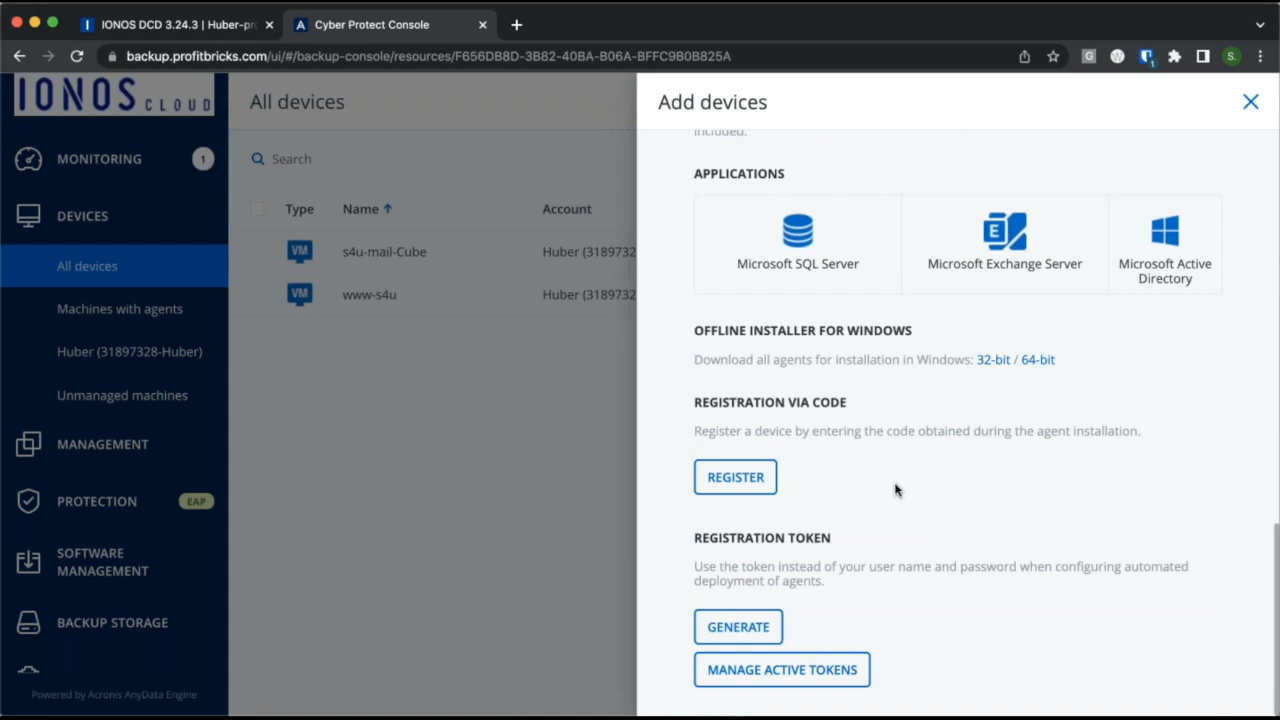 IONOS DCD 3.24.3 | Huber-pr
Cyber Protect Console
backup.profitbricks.com/ui/#/backup-console/resources/F656DB8D-3B82-40BA-B06A-BFFC9B0B825A
IONOS CLOUD
MONITORING 1
DEVICES
All devices
Machines with agents
Huber (31897328-Huber)
Unmanaged machines
MANAGEMENT
PROTECTION EAP
SOFTWARE
MANAGEMENT
BACKUP STORAGE
Powered by Acronis AnyData Engine
All devices
Search
Type Name Account
VM s4u-mail-Cube Huber (3189732
VM www-s4u Huber (3189732
Add devices
included.
APPLICATIONS
Microsoft SQL Server
E
Microsoft Exchange Server
Microsoft Active
Directory
OFFLINE INSTALLER FOR WINDOWS
Download all agents for installation in Windows: 32-bit / 64-bit
REGISTRATION VIA CODE
Register a device by entering the code obtained during the agent installation.
REGISTER
REGISTRATION TOKEN
Use the token instead of your user name and password when configuring automated
deployment of agents.
GENERATE
MANAGE ACTIVE TOKENS